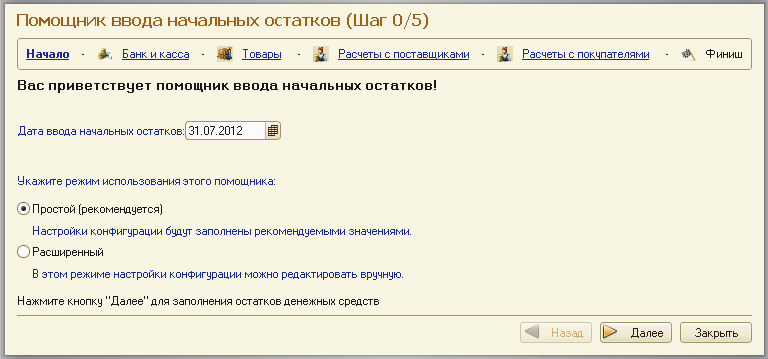 Помощник ввода начальных остатков (Шаг 0/5)
Начало - Банк и касса - Товары - Расчеты с поставщиками - Расчеты с покупателями - Финиш
Вас приветствует помощник ввода начальных остатков!
Дата ввода начальных остатков: 31.07.2012
Укажите режим использования этого помощника:
Простой (рекомендуется)
Настройки конфигурации будут заполнены рекомендуемыми значениями.
Расширенный
В этом режиме настройки конфигурации можно редактировать вручную.
Нажмите кнопку "Далее" для заполнения остатков денежных средств
Назад Далее Закрыть